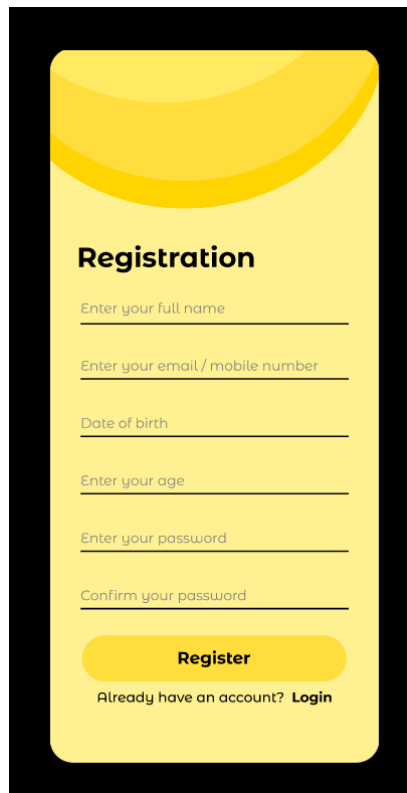 Registration
Enter your full name
Enter your email / mobile number
Date of birth
Enter your age
Enter your password
Confirm your password
Register
Already have an account? Login